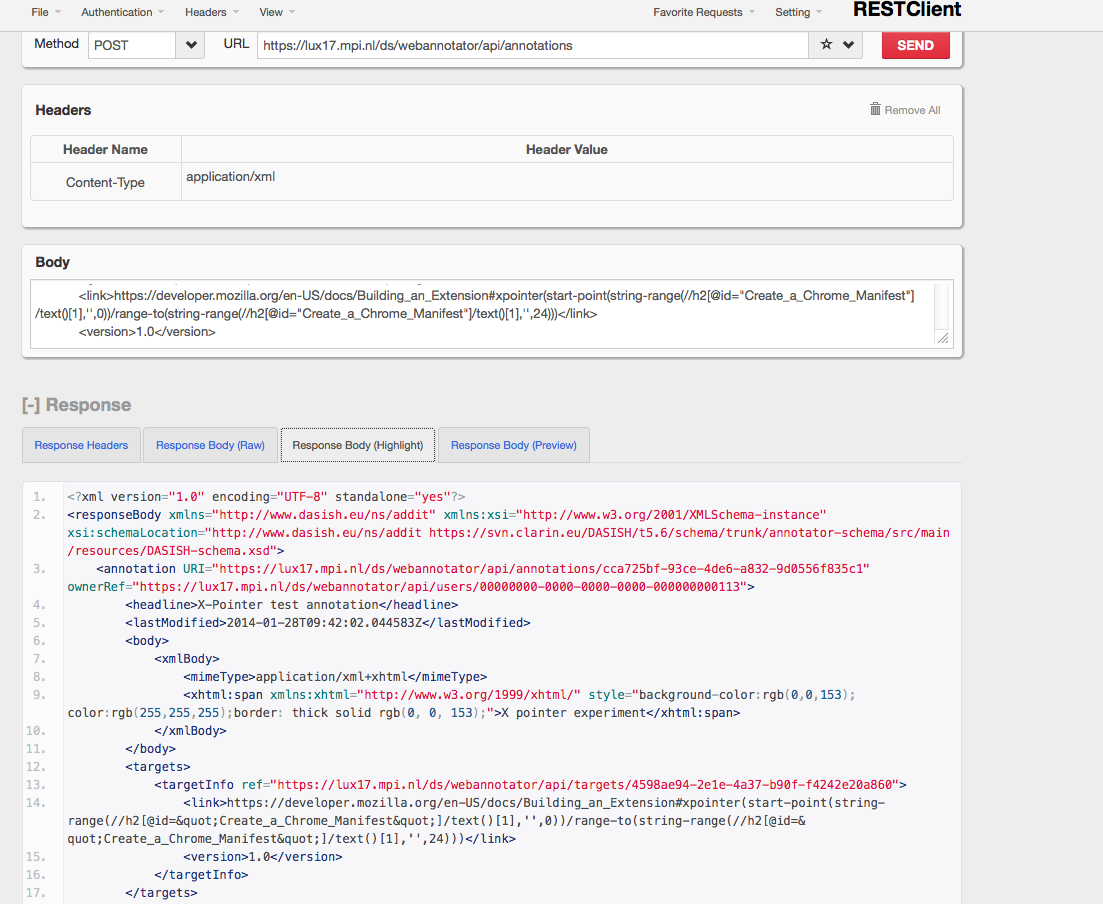 File Authentication Headers View Favorite Requests Setting RESTClient
Method POST URL https://lux17.mpi.nl/ds/webannotator/api/annotations SEND
Headers Remove All
Header Name Header Value
Content-Type application/xml
Body
<link>https://developer.mozilla.org/en-US/docs/Building_an_Extension#xpointer(start-point(string-range(//h2[@id="Create_a_Chrome_Manifest"]
/text()[1],'',0))/range-to(string-range(//h2[@id="Create_a_Chrome_Manifest"]/text()[1],'',24)))</link>
<version>1.0</version>
[-] Response
Response Headers Response Body (Raw) Response Body (Highlight) Response Body (Preview)
1. <?xml version="1.0" encoding="UTF-8" standalone="yes"?>
2. <responseBody xmlns="http://www.dasish.eu/ns/addit" xmlns:xsi="http://www.w3.org/2001/XMLSchema-instance"
xsi:schemaLocation="http://www.dasish.eu/ns/addit https://svn.clarin.eu/DASISH/t5.6/schema/trunk/annotator-schema/src/main
/resources/DASISH-schema.xsd">
3. <annotation URI="https://lux17.mpi.nl/ds/webannotator/api/annotations/cca725bf-93ce-4de6-a832-9d0556f835c1"
ownerRef="https://lux17.mpi.nl/ds/webannotator/api/users/00000000-0000-0000-0000-000000000113">
4. <headline>X-Pointer test annotation</headline>
5. <lastModified>2014-01-28T09:42:02.044583Z</lastModified>
6. <body>
7. <xmlBody>
8. <mimeType>application/xml+xhtml</mimeType>
9. <xhtml:span xmlns:xhtml="http://www.w3.org/1999/xhtml/" style="background-color:rgb(0,0,153);
color:rgb(255,255,255);border: thick solid rgb(0, 0, 153);">X pointer experiment</xhtml:span>
10. </xmlBody>
11. </body>
12. <targets>
13. <targetInfo ref="https://lux17.mpi.nl/ds/webannotator/api/targets/4598ae94-2e1e-4a37-b90f-f4242e20a860">
14. <link>https://developer.mozilla.org/en-US/docs/Building_an_Extension#xpointer(start-point(string-
range(//h2[@id=&quot;Create_a_Chrome_Manifest&quot;]/text()[1],'',0))/range-to(string-range(//h2[@id=&
quot;Create_a_Chrome_Manifest&quot;]/text()[1],'',24)))</link>
15. <version>1.0</version>
16. </targetInfo>
17. </targets>